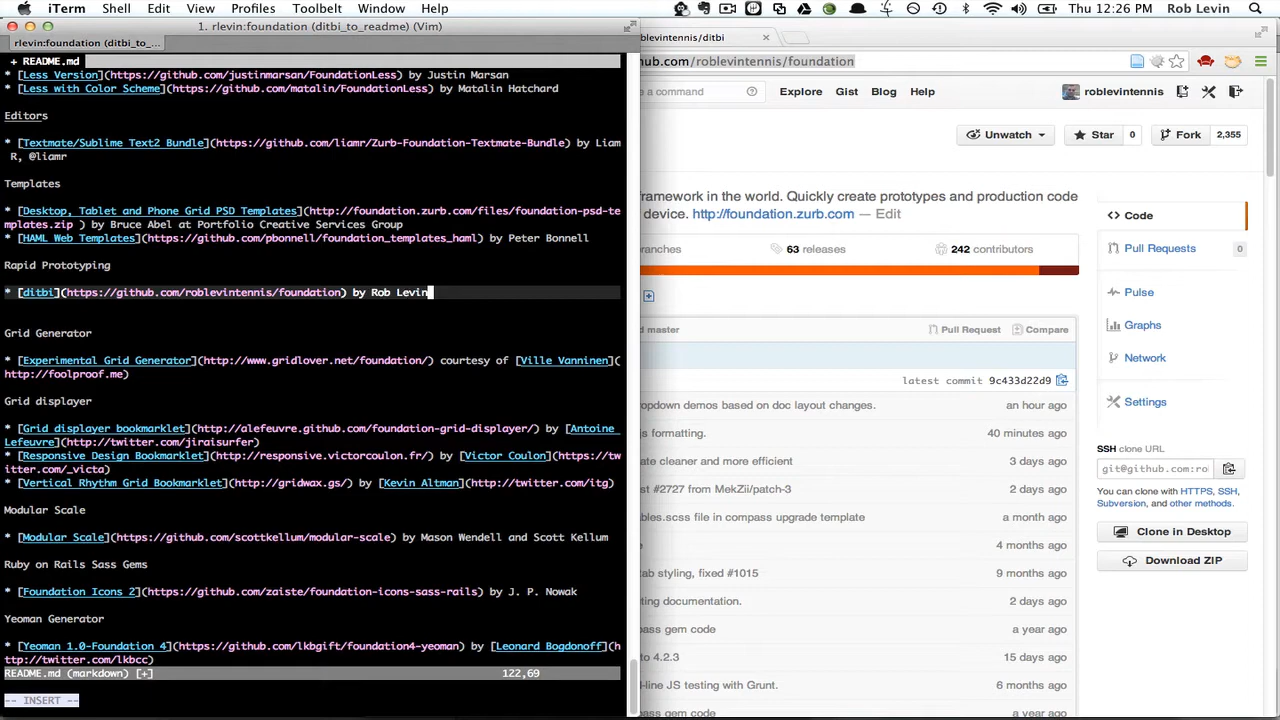 iTerm Shell Edit View Profiles Toolbelt Window Help
Thu 12:26 PM Rob Levin
1. rlevin:foundation (ditbi_to_readme) (Vim)
rlevin:foundation (ditbi_to_...
+ README.md
* [Less Version](https://github.com/justinmarsan/FoundationLess) by Justin Marsan
* [Less with Color Scheme](https://github.com/matalin/FoundationLess) by Matalin Hatchard
Editors
* [Textmate/Sublime Text2 Bundle](https://github.com/liamr/Zurb-Foundation-Textmate-Bundle) by Liam
R, @liamr
Templates
* [Desktop, Tablet and Phone Grid PSD Templates](http://foundation.zurb.com/files/foundation-psd-te
mplates.zip ) by Bruce Abel at Portfolio Creative Services Group
* [HAML Web Templates](https://github.com/pbonnell/foundation_templates_haml) by Peter Bonnell
Rapid Prototyping
* [ditbi](https://github.com/roblevintennis/foundation) by Rob Levin
Grid Generator
* [Experimental Grid Generator](http://www.gridlover.net/foundation/) courtesy of [Ville Vanninen](
http://foolproof.me)
Grid displayer
* [Grid displayer bookmarklet](http://alefeuvre.github.com/foundation-grid-displayer/) by [Antoine
Lefeuvre](http://twitter.com/jiraisurfer)
* [Responsive Design Bookmarklet](http://responsive.victorcoulon.fr/) by [Victor Coulon](https://tw
itter.com/_victa)
* [Vertical Rhythm Grid Bookmarklet](http://gridwax.gs/) by [Kevin Altman](http://twitter.com/itg)
Modular Scale
* [Modular Scale](https://github.com/scottkellum/modular-scale) by Mason Wendell and Scott Kellum
Ruby on Rails Sass Gems
* [Foundation Icons 2](https://github.com/zaiste/foundation-icons-sass-rails) by J. P. Nowak
Yeoman Generator
* [Yeoman 1.0-Foundation 4](https://github.com/lkbgift/foundation4-yeoman) by [Leonard Bogdonoff](h
ttp://twitter.com/lkbcc)
README.md (markdown) [+] 122,69
-- INSERT --
blevintennis/ditbi
ub.com/roblevintennis/foundation
e a command
Explore Gist Blog Help
roblevintennis
Unwatch Star 0 Fork 2,355
ramework in the world. Quickly create prototypes and production code
device. http://foundation.zurb.com — Edit
ranches 63 releases 242 contributors
d master Pull Request Compare
latest commit 9c433d22d9
opdown demos based on doc layout changes. an hour ago
s formatting. 40 minutes ago
ate cleaner and more efficient 3 days ago
st #2727 from MekZii/patch-3 2 days ago
bles.scss file in compass upgrade template a month ago
4 months ago
tab styling, fixed #1015 9 months ago
ting documentation. 2 days ago
pass gem code a year ago
to 4.2.3 15 days ago
d-line JS testing with Grunt. 4 months ago
pass gem code a year ago
Code
Pull Requests 0
Pulse
Graphs
Network
Settings
SSH clone URL
git@github.com:ro
You can clone with HTTPS, SSH,
Subversion, and other methods.
Clone in Desktop
Download ZIP